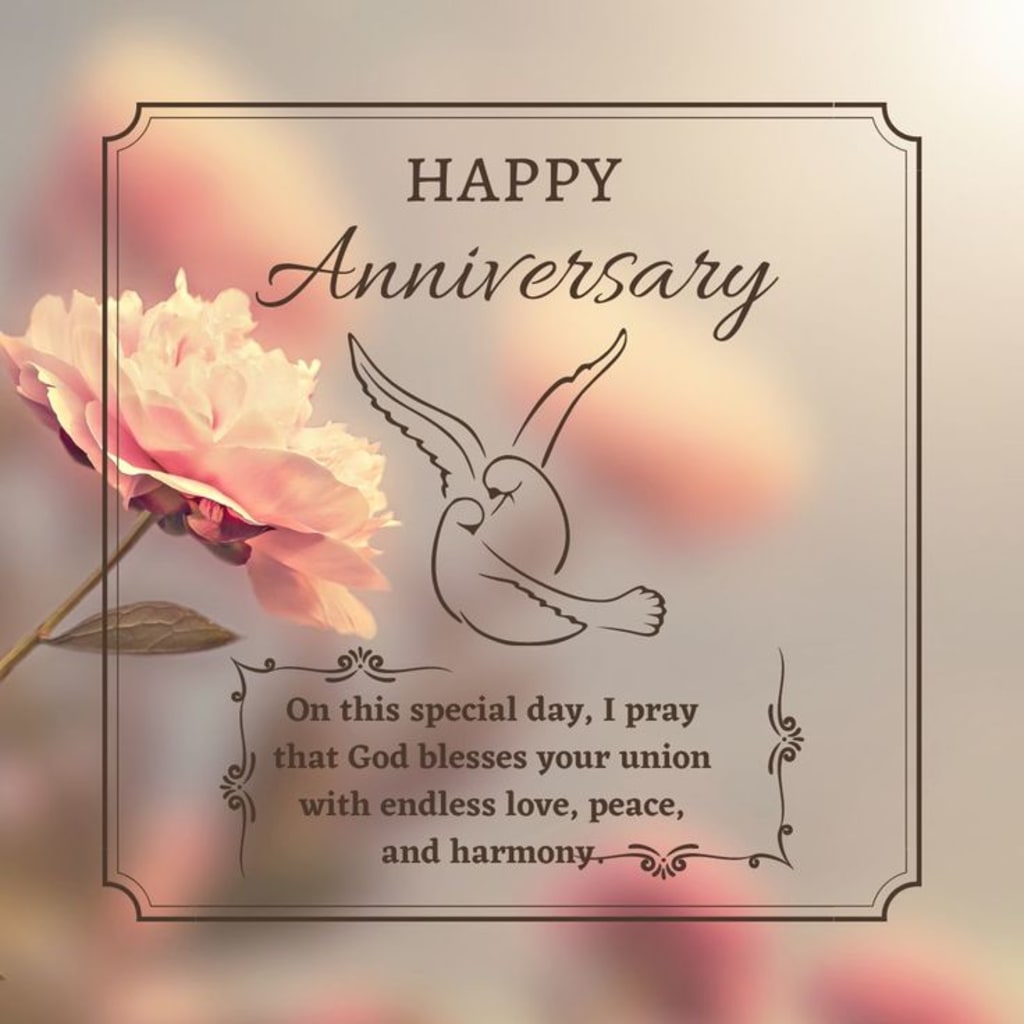 HAPPY
Anniversary
On this special day, I pray
that God blesses your union
with endless love, peace,
and harmony.